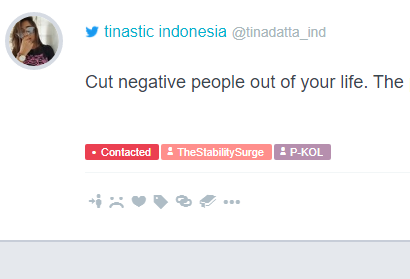 tinastic indonesia @tinadatta_ind
Cut negative people out of your life. The
• Contacted TheStabilitySurge P-KOL